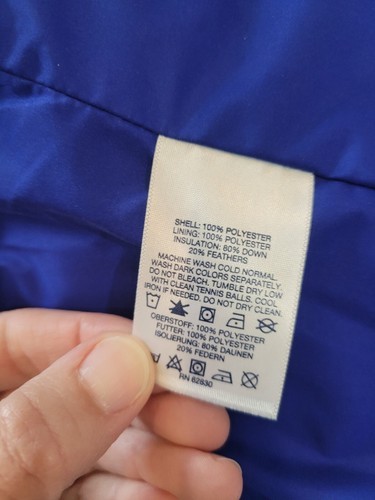 SHELL: 100% POLYESTER
LINING: 100% POLYESTER
INSULATION: 80% DOWN
20% FEATHERS
MACHINE WASH COLD NORMAL.
WASH DARK COLORS SEPARATELY.
DO NOT BLEACH. TUMBLE DRY LOW
WITH CLEAN TENNIS BALLS. COOL
IRON IF NEEDED. DO NOT DRY CLEAN.
OBERSTOFF: 100% POLYESTER
FUTTER: 100% POLYESTER
ISOLIERUNG: 80% DAUNEN
20% FEDERN
RN 62830